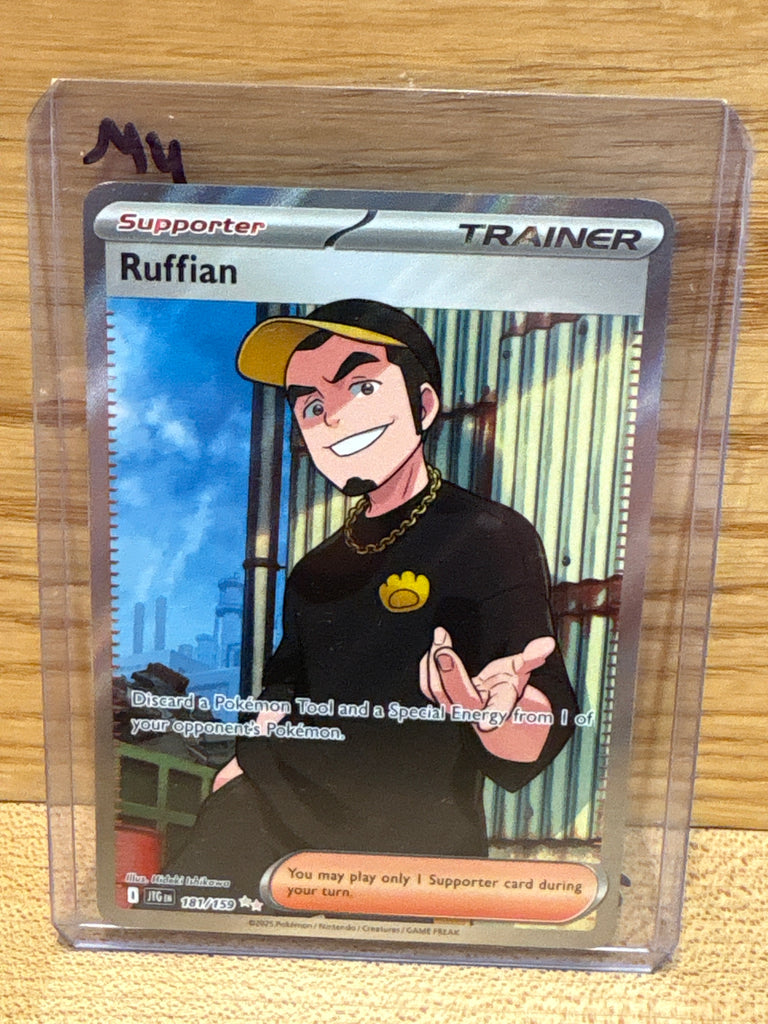 My
Supporter TRAINER
Ruffian
Discard a Pokémon Tool and a Special Energy from 1 of
your opponent's Pokémon.
Illus. Hideki Ishikawa
You may play only 1 Supporter card during
your turn.
I JTG EN 181/159
©2025 Pokémon / Nintendo / Creatures / GAME FREAK